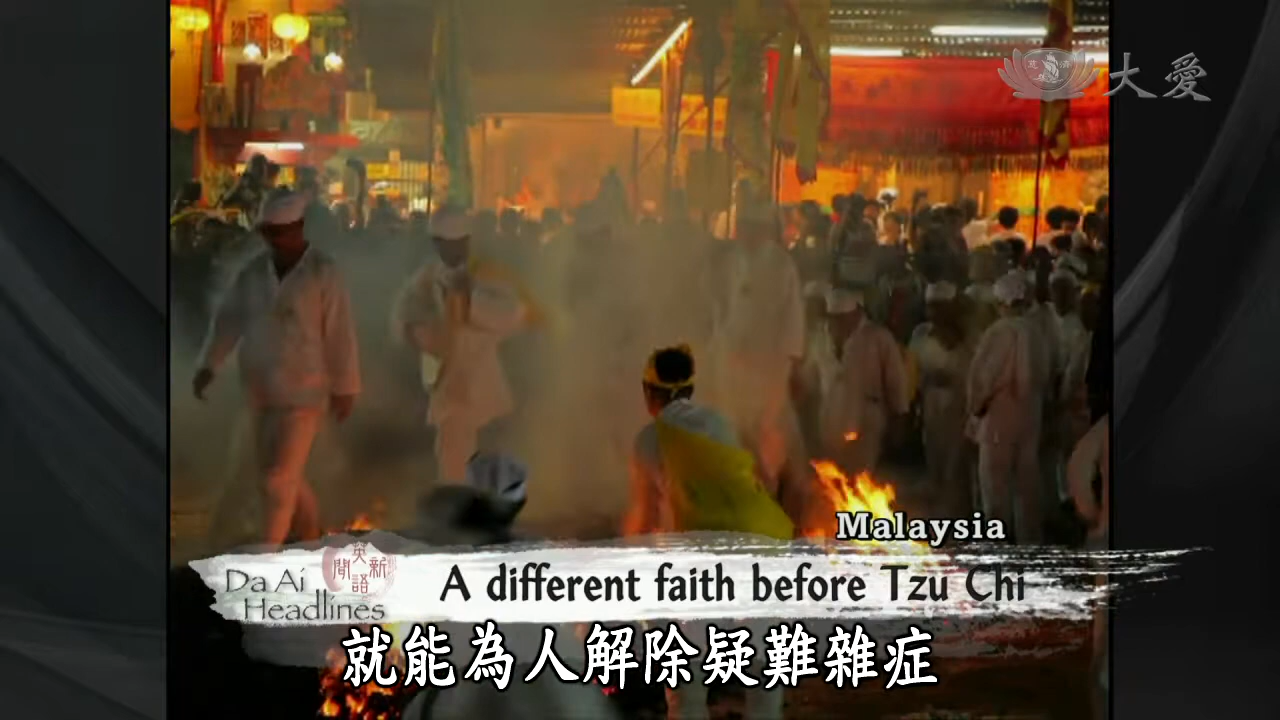 大愛
Malaysia
Da Ai
Headlines
英語新聞
A different faith before Tzu Chi
就能為人解除疑難雜症